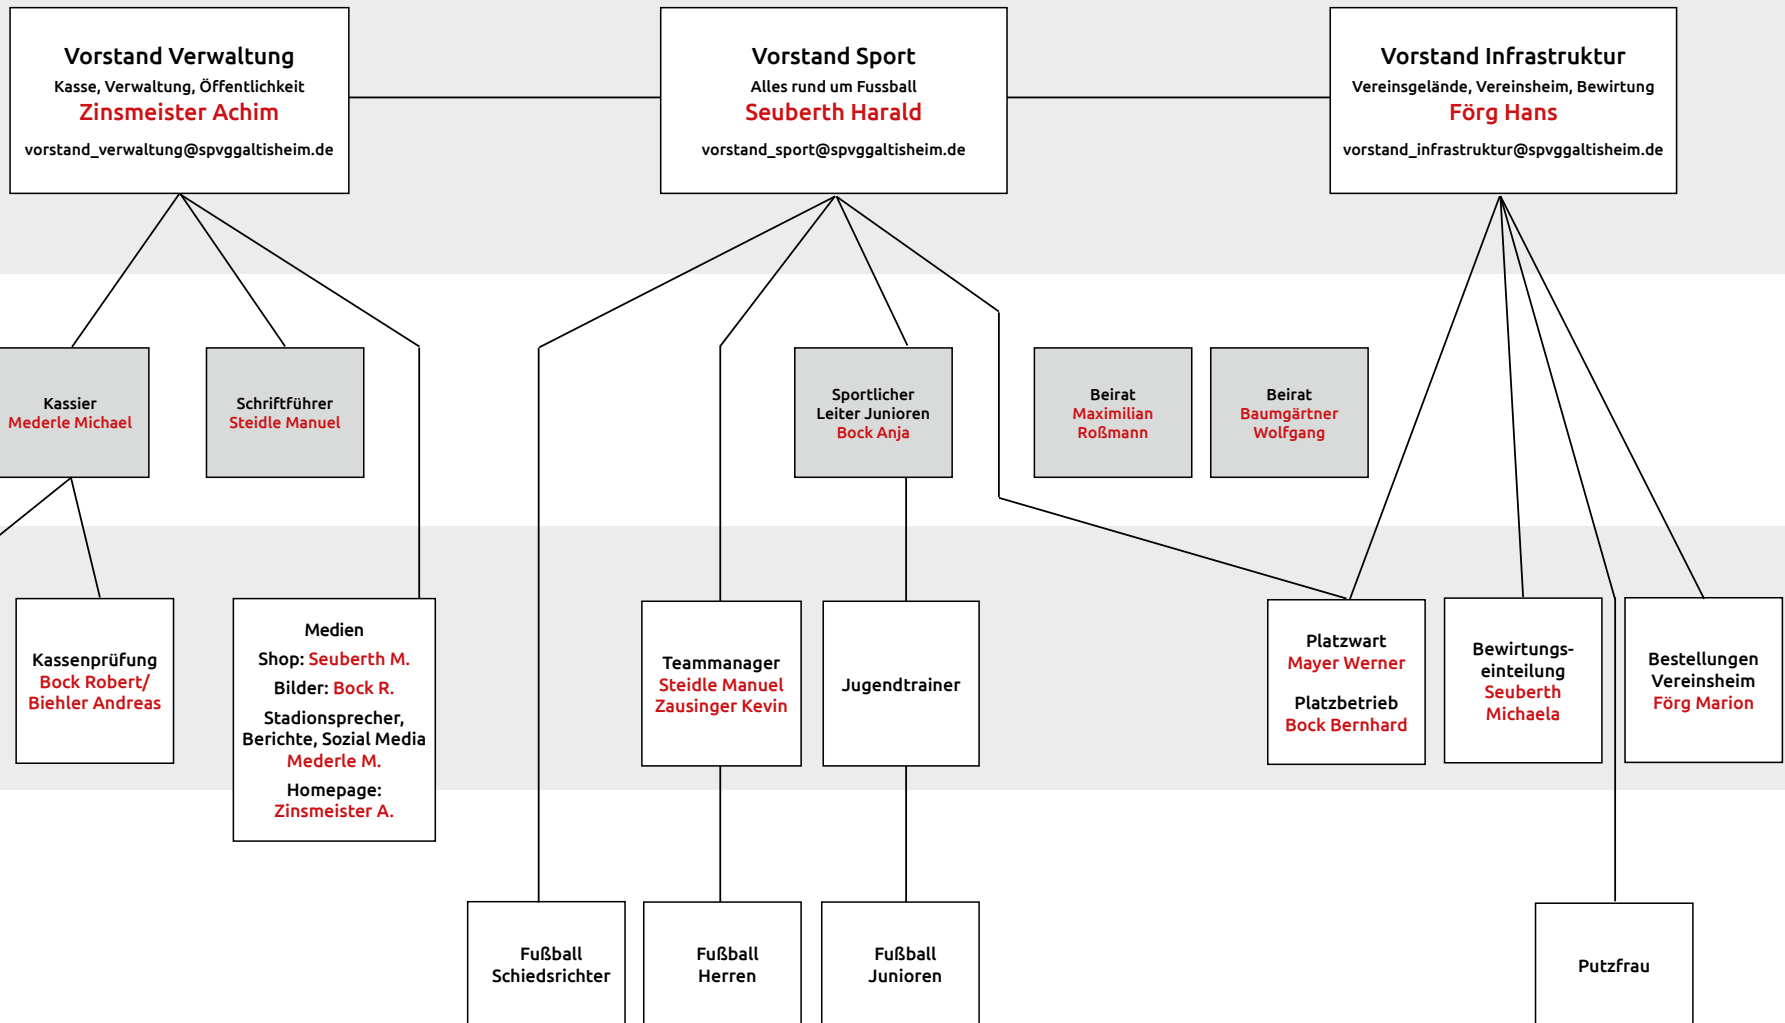 Vorstand Verwaltung
Kasse, Verwaltung, Öffentlichkeit
Zinsmeister Achim
vorstand_verwaltung@spvggaltisheim.de
Vorstand Sport
Alles rund um Fussball
Seuberth Harald
vorstand_sport@spvggaltisheim.de
Vorstand Infrastruktur
Vereinsgelände, Vereinsheim, Bewirtung
Förg Hans
vorstand_infrastruktur@spvggaltisheim.de
Kassier
Mederle Michael
Schriftführer
Steidle Manuel
Sportlicher
Leiter Junioren
Bock Anja
Beirat
Maximilian
Roßmann
Beirat
Baumgärtner
Wolfgang
Kassenprüfung
Bock Robert/
Biehler Andreas
Medien
Shop: Seuberth M.
Bilder: Bock R.
Stadionsprecher,
Berichte, Sozial Media
Mederle M.
Homepage:
Zinsmeister A.
Teammanager
Steidle Manuel
Zausinger Kevin
Jugendtrainer
Platzwart
Mayer Werner
Platzbetrieb
Bock Bernhard
Bewirtungs-
einteilung
Seuberth
Michaela
Bestellungen
Vereinsheim
Förg Marion
Fußball
Schiedsrichter
Fußball
Herren
Fußball
Junioren
Putzfrau